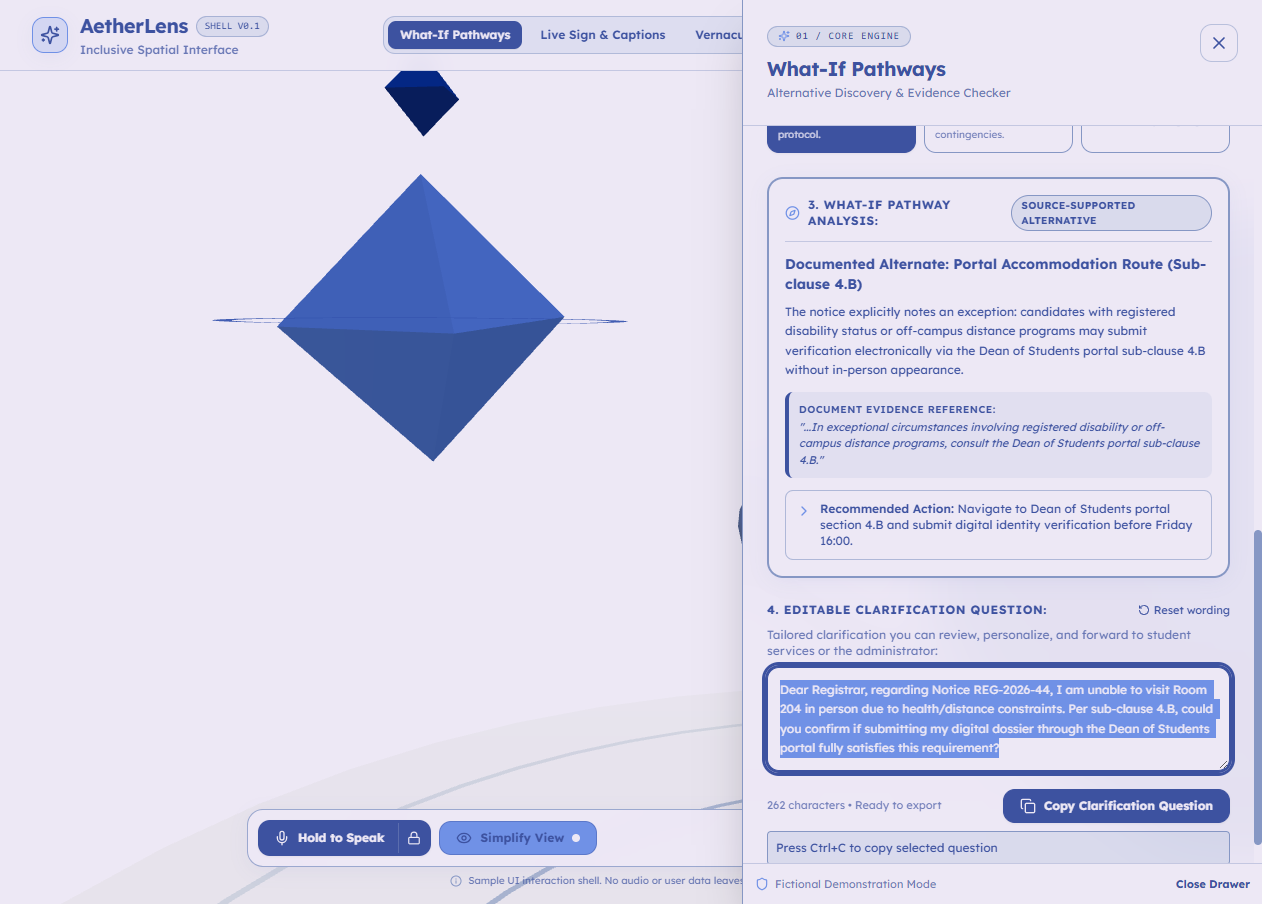 AetherLens
SHELL V0.1
Inclusive Spatial Interface
What-If Pathways
Live Sign & Captions
Vernacu
01 / CORE ENGINE
What-If Pathways
Alternative Discovery & Evidence Checker
protocol.
contingencies.
3. WHAT-IF PATHWAY
ANALYSIS:
SOURCE-SUPPORTED
ALTERNATIVE
Documented Alternate: Portal Accommodation Route (Sub-
clause 4.B)
The notice explicitly notes an exception: candidates with registered
disability status or off-campus distance programs may submit
verification electronically via the Dean of Students portal sub-clause 4.B
without in-person appearance.
DOCUMENT EVIDENCE REFERENCE:
"...In exceptional circumstances involving registered disability or off-
campus distance programs, consult the Dean of Students portal sub-clause
4.B."
Recommended Action: Navigate to Dean of Students portal
section 4.B and submit digital identity verification before Friday
16:00.
4. EDITABLE CLARIFICATION QUESTION:
Reset wording
Tailored clarification you can review, personalize, and forward to student
services or the administrator:
Dear Registrar, regarding Notice REG-2026-44, I am unable to visit Room
204 in person due to health/distance constraints. Per sub-clause 4.B, could
you confirm if submitting my digital dossier through the Dean of Students
portal fully satisfies this requirement?
262 characters • Ready to export
Copy Clarification Question
Press Ctrl+C to copy selected question
Hold to Speak
Simplify View
Sample UI interaction shell. No audio or user data leaves
Fictional Demonstration Mode
Close Drawer